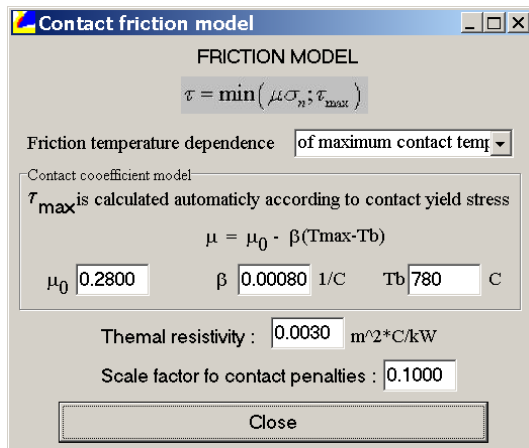 Contact friction model
FRICTION MODEL
τ = min(μσn;τmax)
Friction temperature dependence of maximum contact temp
Contact cooefficient model
τmax is calculated automaticly according to contact yield stress
μ = μ0 - β(Tmax-Tb)
μ0 0.2800 β 0.00080 1/C Tb 780 C
Themal resistivity : 0.0030 m^2*C/kW
Scale factor fo contact penalties : 0.1000
Close